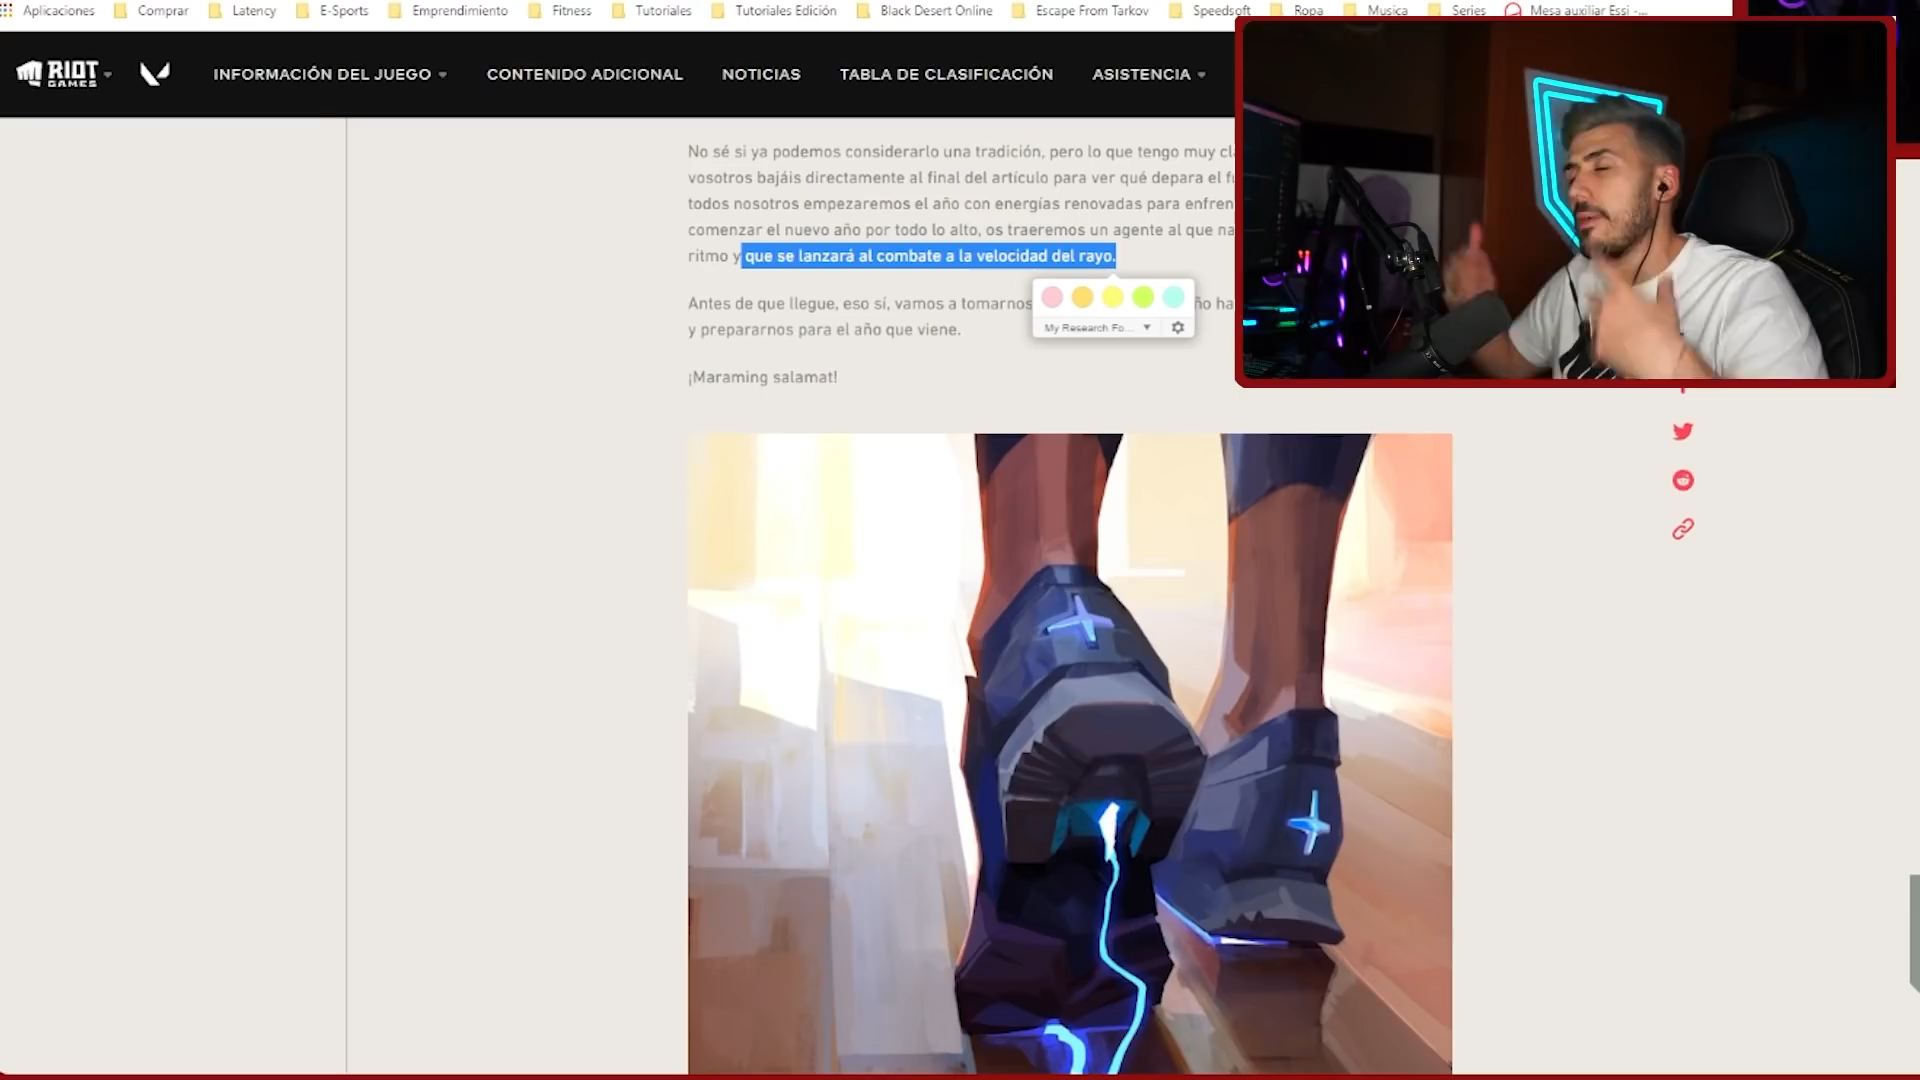 Aplicaciones Comprar Latency E-Sports Emprendimiento Fitness Tutoriales Tutoriales Edición Black Desert Online Escape From Tarkov Speedsoft Ropa Musica Series Mesa auxiliar Essi -...
RIOT GAMES INFORMACIÓN DEL JUEGO CONTENIDO ADICIONAL NOTICIAS TABLA DE CLASIFICACIÓN ASISTENCIA
No sé si ya podemos considerarlo una tradición, pero lo que tengo muy
vosotros bajáis directamente al final del artículo para ver qué depara el
todos nosotros empezaremos el año con energías renovadas para
comenzar el nuevo año por todo lo alto, os traeremos un agente al que
ritmo y que se lanzará al combate a la velocidad del rayo.
Antes de que llegue, eso sí, vamos a tomarnos
y prepararnos para el año que viene.
My Research Fo...
¡Maraming salamat!